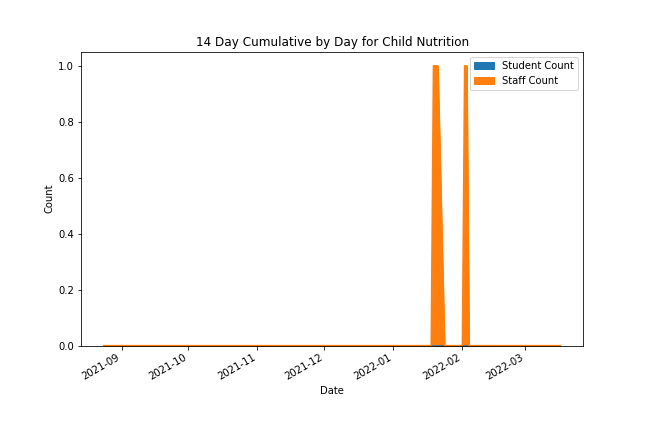 14 Day Cumulative by Day for Child Nutrition
Student Count
Staff Count
1.0
0.8
0.6
0.4
0.2
0.0
Count
2021-09
2021-10
2021-11
2021-12
2022-01
2022-02
2022-03
Date